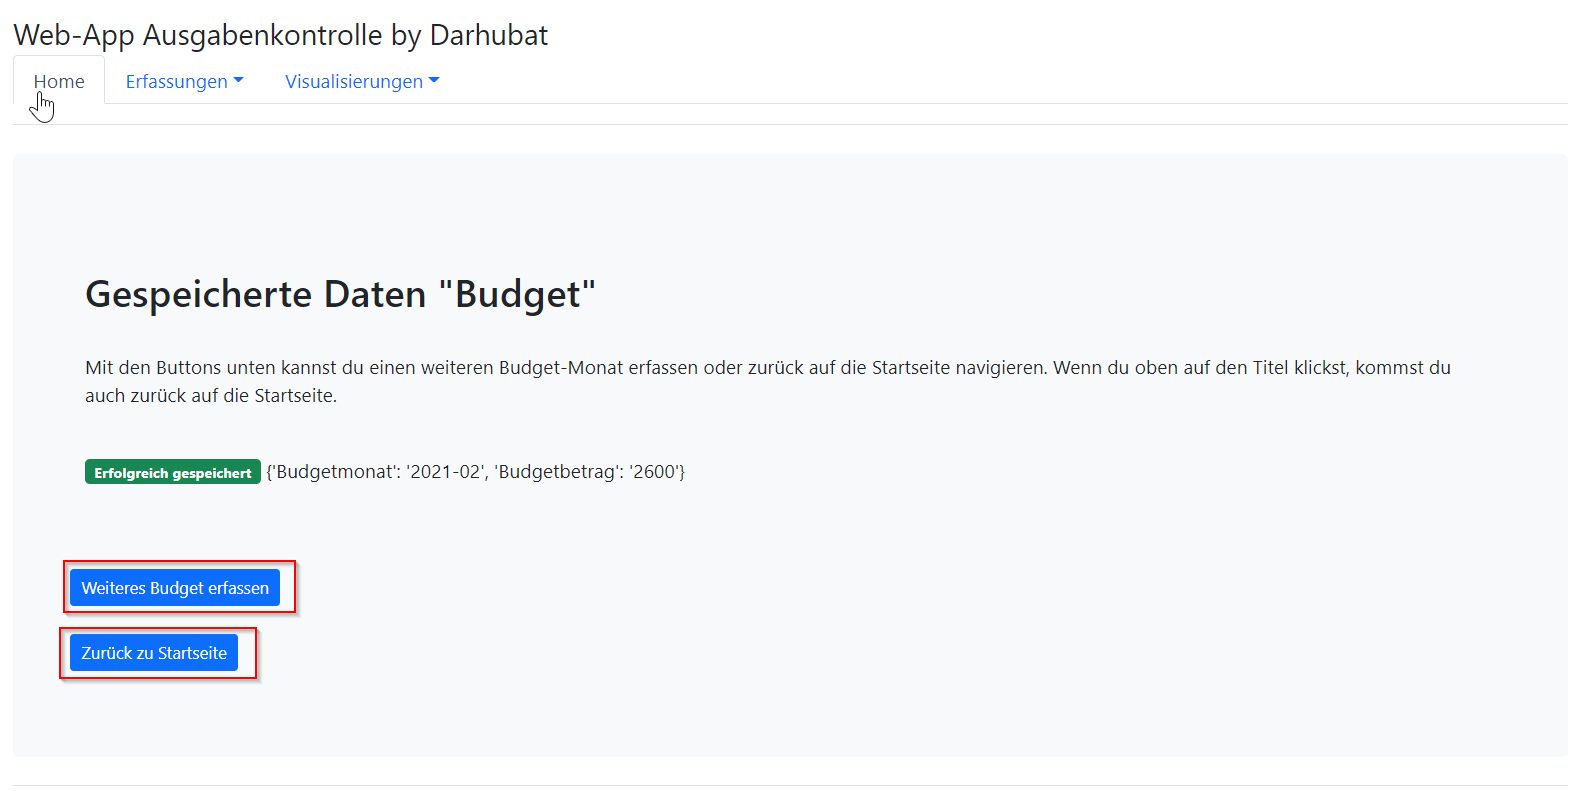 Web-App Ausgabenkontrolle by Darhubat
Home Erfassungen Visualisierungen
Gespeicherte Daten "Budget"
Mit den Buttons unten kannst du einen weiteren Budget-Monat erfassen oder zurück auf die Startseite navigieren. Wenn du oben auf den Titel klickst, kommst du
auch zurück auf die Startseite.
Erfolgreich gespeichert {'Budgetmonat': '2021-02', 'Budgetbetrag': '2600'}
Weiteres Budget erfassen
Zurück zu Startseite